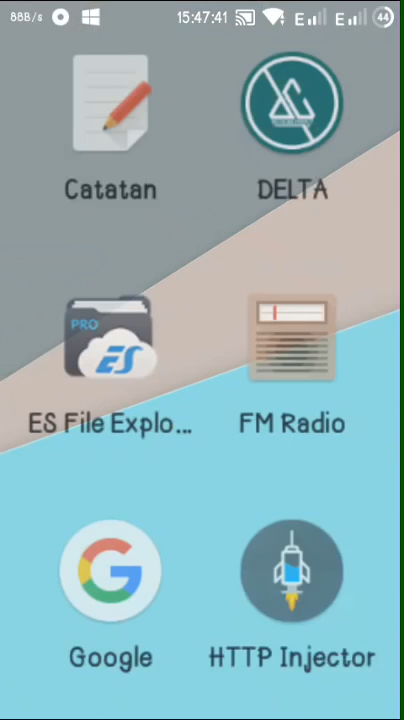 88B/s 15:47:41 E E 44
Catatan DELTA
PRO
ES
ES File Explo... FM Radio
G
Google HTTP Injector